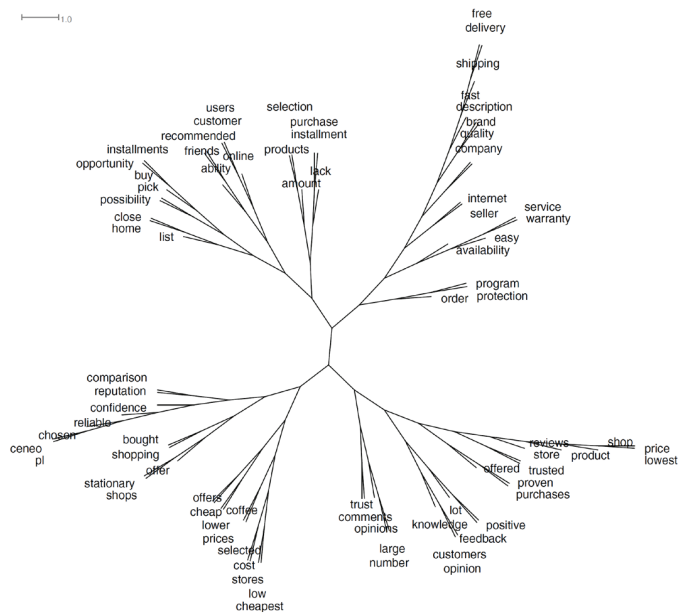 1.0
free
delivery
shipping
fast
description
brand
quality
company
internet
seller
service
warranty
easy
availability
program
order protection
users
customer
recommended
friends online
ability
selection
purchase
installment
products
lack
amount
installments
opportunity
buy
pick
possibility
close
home
list
comparison
reputation
confidence
reliable
chosen
ceneo
pl
bought
shopping
offer
stationary
shops
offers
cheap coffee
lower
prices
selected
cost
stores
low
cheapest
trust
comments
opinions
large
number
lot
knowledge positive
feedback
customers
opinion
reviews shop
store product price
lowest
offered trusted
proven
purchases